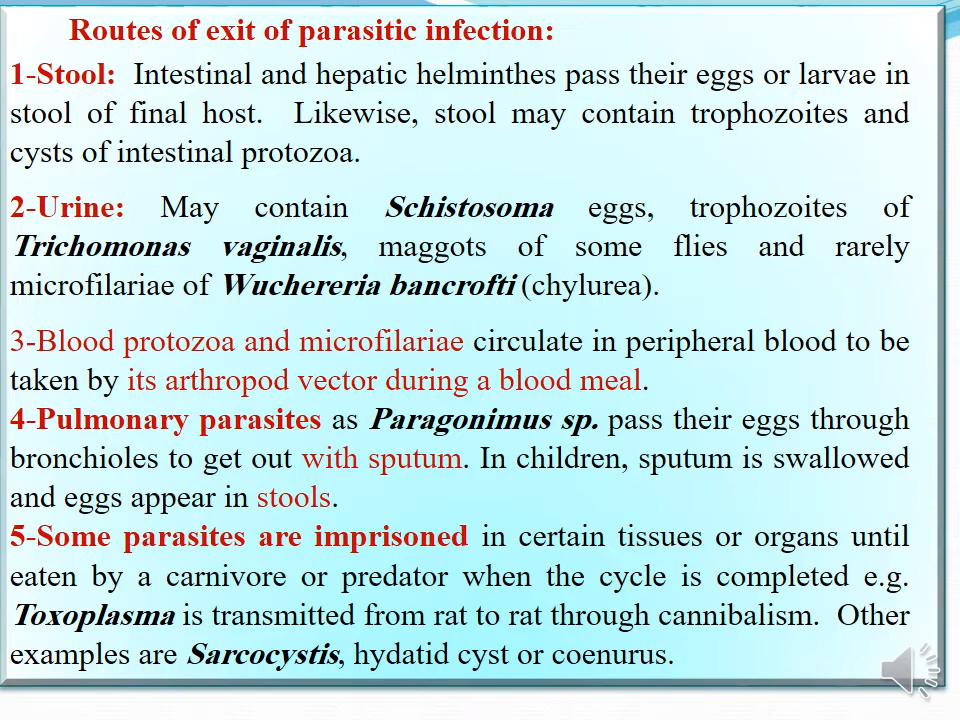 Routes of exit of parasitic infection:
1-Stool: Intestinal and hepatic helminthes pass their eggs or larvae in
stool of final host. Likewise, stool may contain trophozoites and
cysts of intestinal protozoa.
2-Urine: May contain Schistosoma eggs, trophozoites of
Trichomonas vaginalis, maggots of some flies and rarely
microfilariae of Wuchereria bancrofti (chylurea).
3-Blood protozoa and microfilariae circulate in peripheral blood to be
taken by its arthropod vector during a blood meal.
4-Pulmonary parasites as Paragonimus sp. pass their eggs through
bronchioles to get out with sputum. In children, sputum is swallowed
and eggs appear in stools.
5-Some parasites are imprisoned in certain tissues or organs until
eaten by a carnivore or predator when the cycle is completed e.g.
Toxoplasma is transmitted from rat to rat through cannibalism. Other
examples are Sarcocystis, hydatid cyst or coenurus.